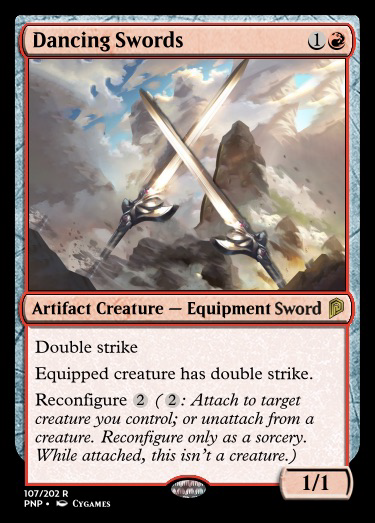 Dancing Swords 1
Artifact Creature — Equipment Sword
Double strike
Equipped creature has double strike.
Reconfigure 2 ( 2: Attach to target
creature you control; or unattach from a
creature. Reconfigure only as a sorcery.
While attached, this isn't a creature.)
1/1
107/202 R
PNP • Cygames